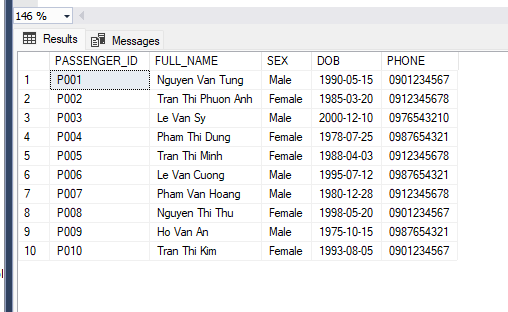 146 %
Results Messages
PASSENGER_ID FULL_NAME SEX DOB PHONE
1 P001 Nguyen Van Tung Male 1990-05-15 0901234567
2 P002 Tran Thi Phuon Anh Female 1985-03-20 0912345678
3 P003 Le Van Sy Male 2000-12-10 0976543210
4 P004 Pham Thi Dung Female 1978-07-25 0987654321
5 P005 Tran Thi Minh Female 1988-04-03 0912345678
6 P006 Le Van Cuong Male 1995-07-12 0987654321
7 P007 Pham Van Hoang Male 1980-12-28 0912345678
8 P008 Nguyen Thi Thu Female 1998-05-20 0901234567
9 P009 Ho Van An Male 1975-10-15 0987654321
10 P010 Tran Thi Kim Female 1993-08-05 0901234567